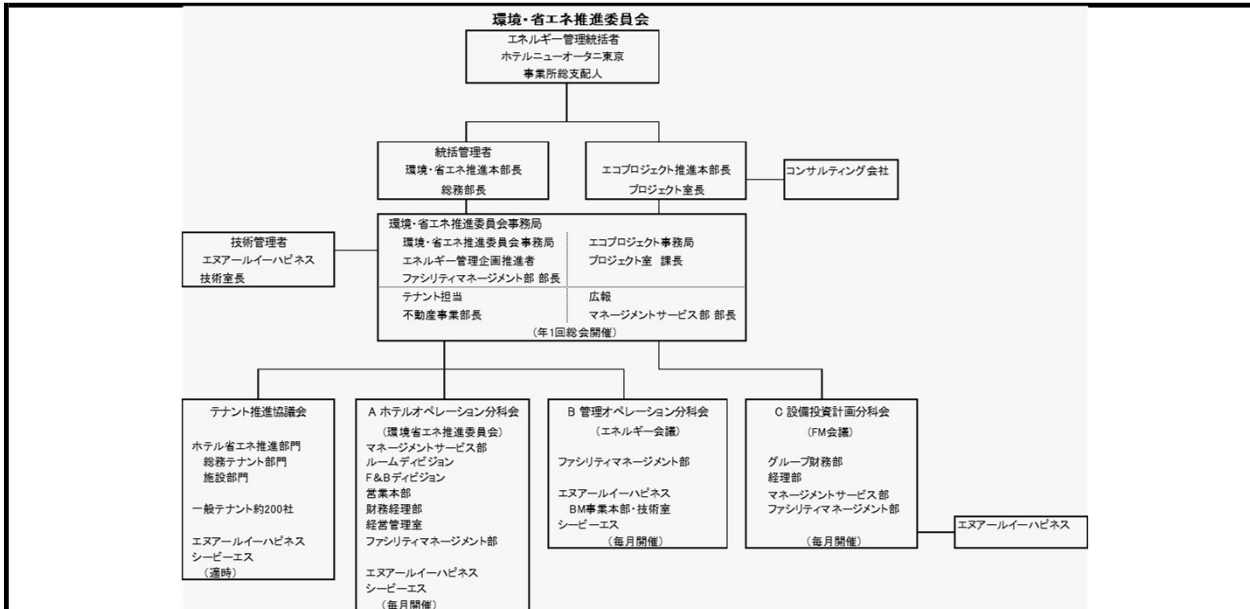 環境・省エネ推進委員会
エネルギー管理統括者
ホテルニューオータニ東京
事業所総支配人
統括管理者
環境・省エネ推進本部長
総務部長
エコプロジェクト推進本部長
プロジェクト室長
コンサルティング会社
環境・省エネ推進委員会事務局
環境・省エネ推進委員会事務局
エネルギー管理企画推進者
ファシリティマネージメント部 部長
エコプロジェクト事務局
プロジェクト室 課長
テナント担当
不動産事業部長
広報
マネージメントサービス部 部長
(年1回総会開催)
技術管理者
エヌアールイーハピネス
技術室長
テナント推進協議会
ホテル省エネ推進部門
総務テナント部門
施設部門
一般テナント約200社
エヌアールイーハピネス
シービーエス
(適時)
A ホテルオペレーション分科会
(環境省エネ推進委員会)
マネージメントサービス部
ルームディビジョン
F&Bディビジョン
営業本部
財務経理部
経営管理室
ファシリティマネージメント部
エヌアールイーハピネス
シービーエス
(毎月開催)
B 管理オペレーション分科会
(エネルギー会議)
ファシリティマネージメント部
エヌアールイーハピネス
BM事業本部・技術室
シービーエス
(毎月開催)
C 設備投資計画分科会
(FM会議)
グループ財務部
経理部
マネージメントサービス部
ファシリティマネージメント部
(毎月開催)
エヌアールイーハピネス